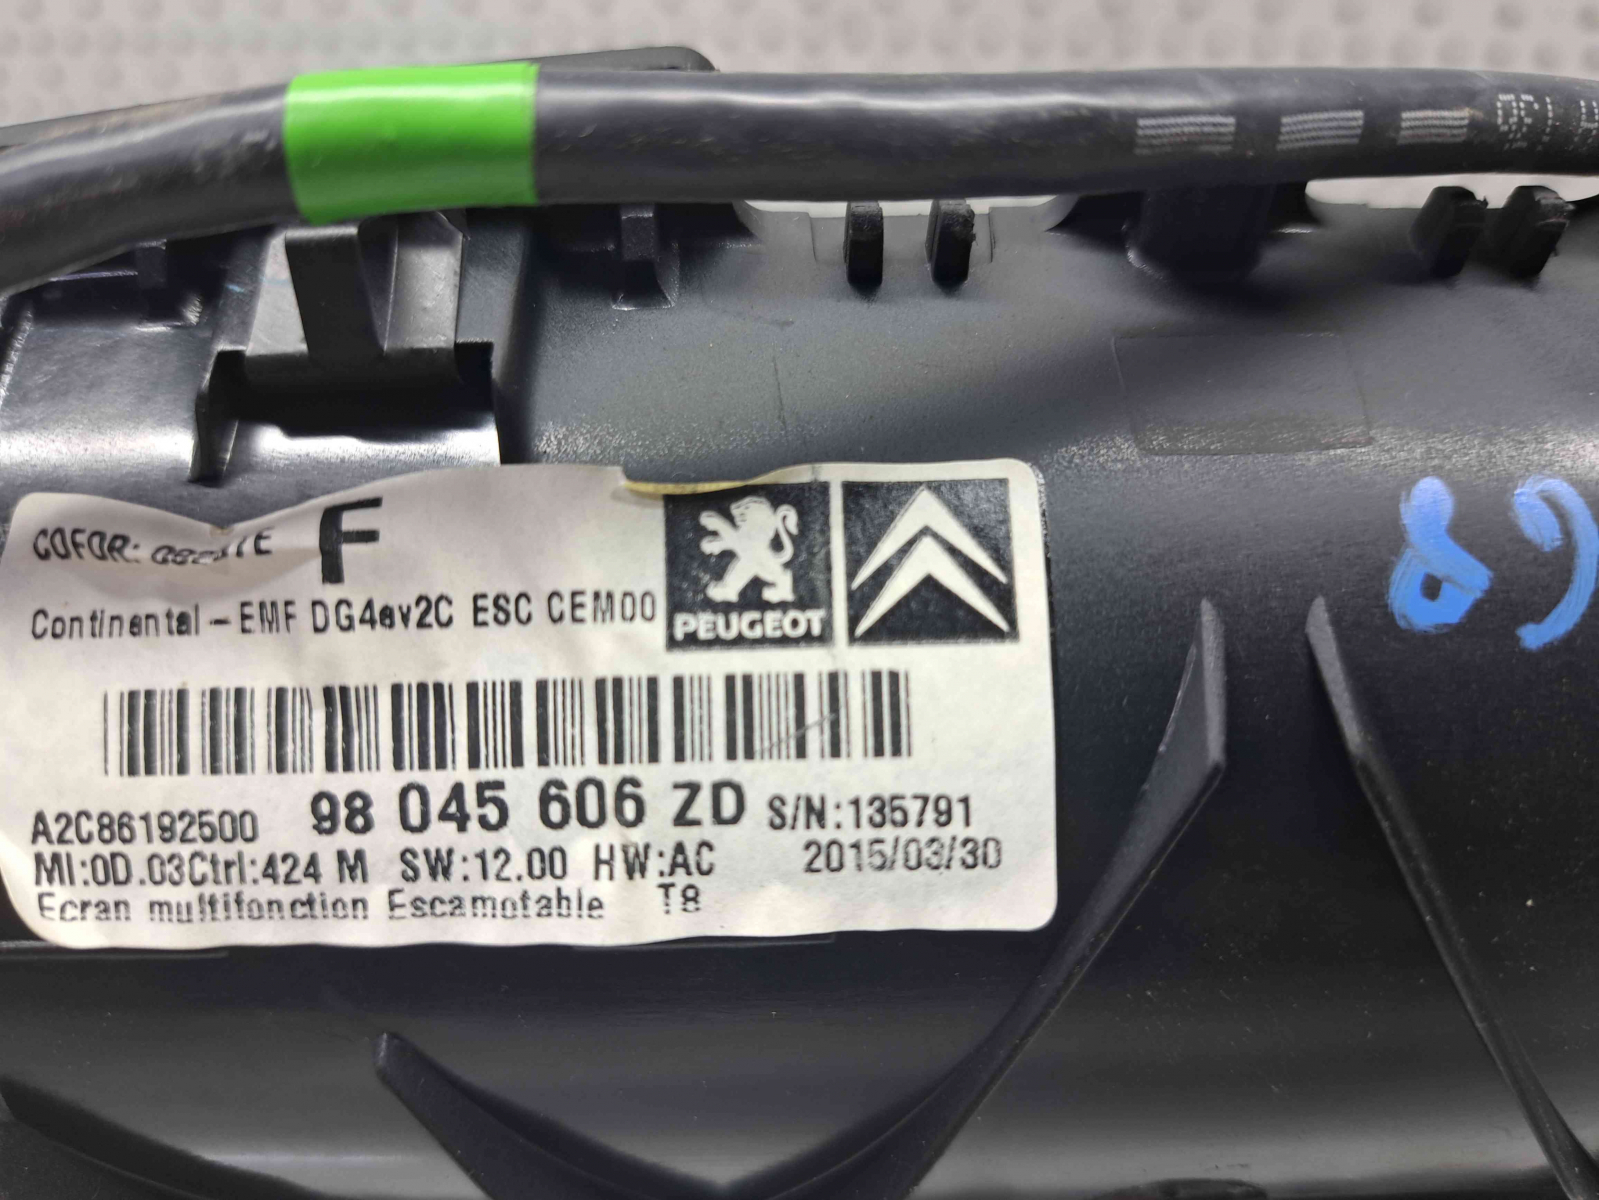 COFOR: F
Continental - EMF DG4ev2C ESC CEM00
PEUGEOT
A2C86192500 98 045 606 ZD S/N:135791
MI:0D.03Ctrl:424 M SW:12.00 HW:AC 2015/03/30
Ecran multifonction Escamotable T8